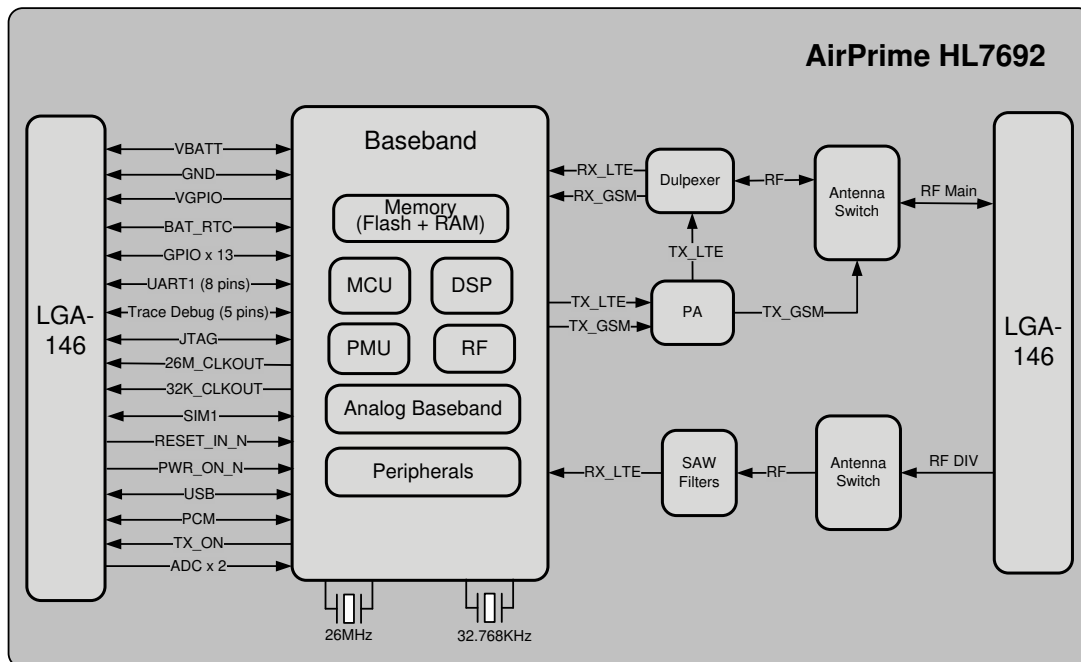 AirPrime HL7692
LGA-
146
VBATT
GND
VGPIO
BAT_RTC
GPIO x 13
UART1 (8 pins)
Trace Debug (5 pins)
JTAG
26M_CLKOUT
32K_CLKOUT
SIM1
RESET_IN_N
PWR_ON_N
USB
PCM
TX_ON
ADC x 2
Baseband
Memory
(Flash + RAM)
MCU
DSP
PMU
RF
Analog Baseband
Peripherals
26MHz
32.768KHz
RX_LTE
RX_GSM
Dulpexer
RF
Antenna
Switch
RF Main
TX_LTE
TX_LTE
TX_GSM
PA
TX_GSM
RX_LTE
SAW
Filters
RF
Antenna
Switch
RF DIV
LGA-
146